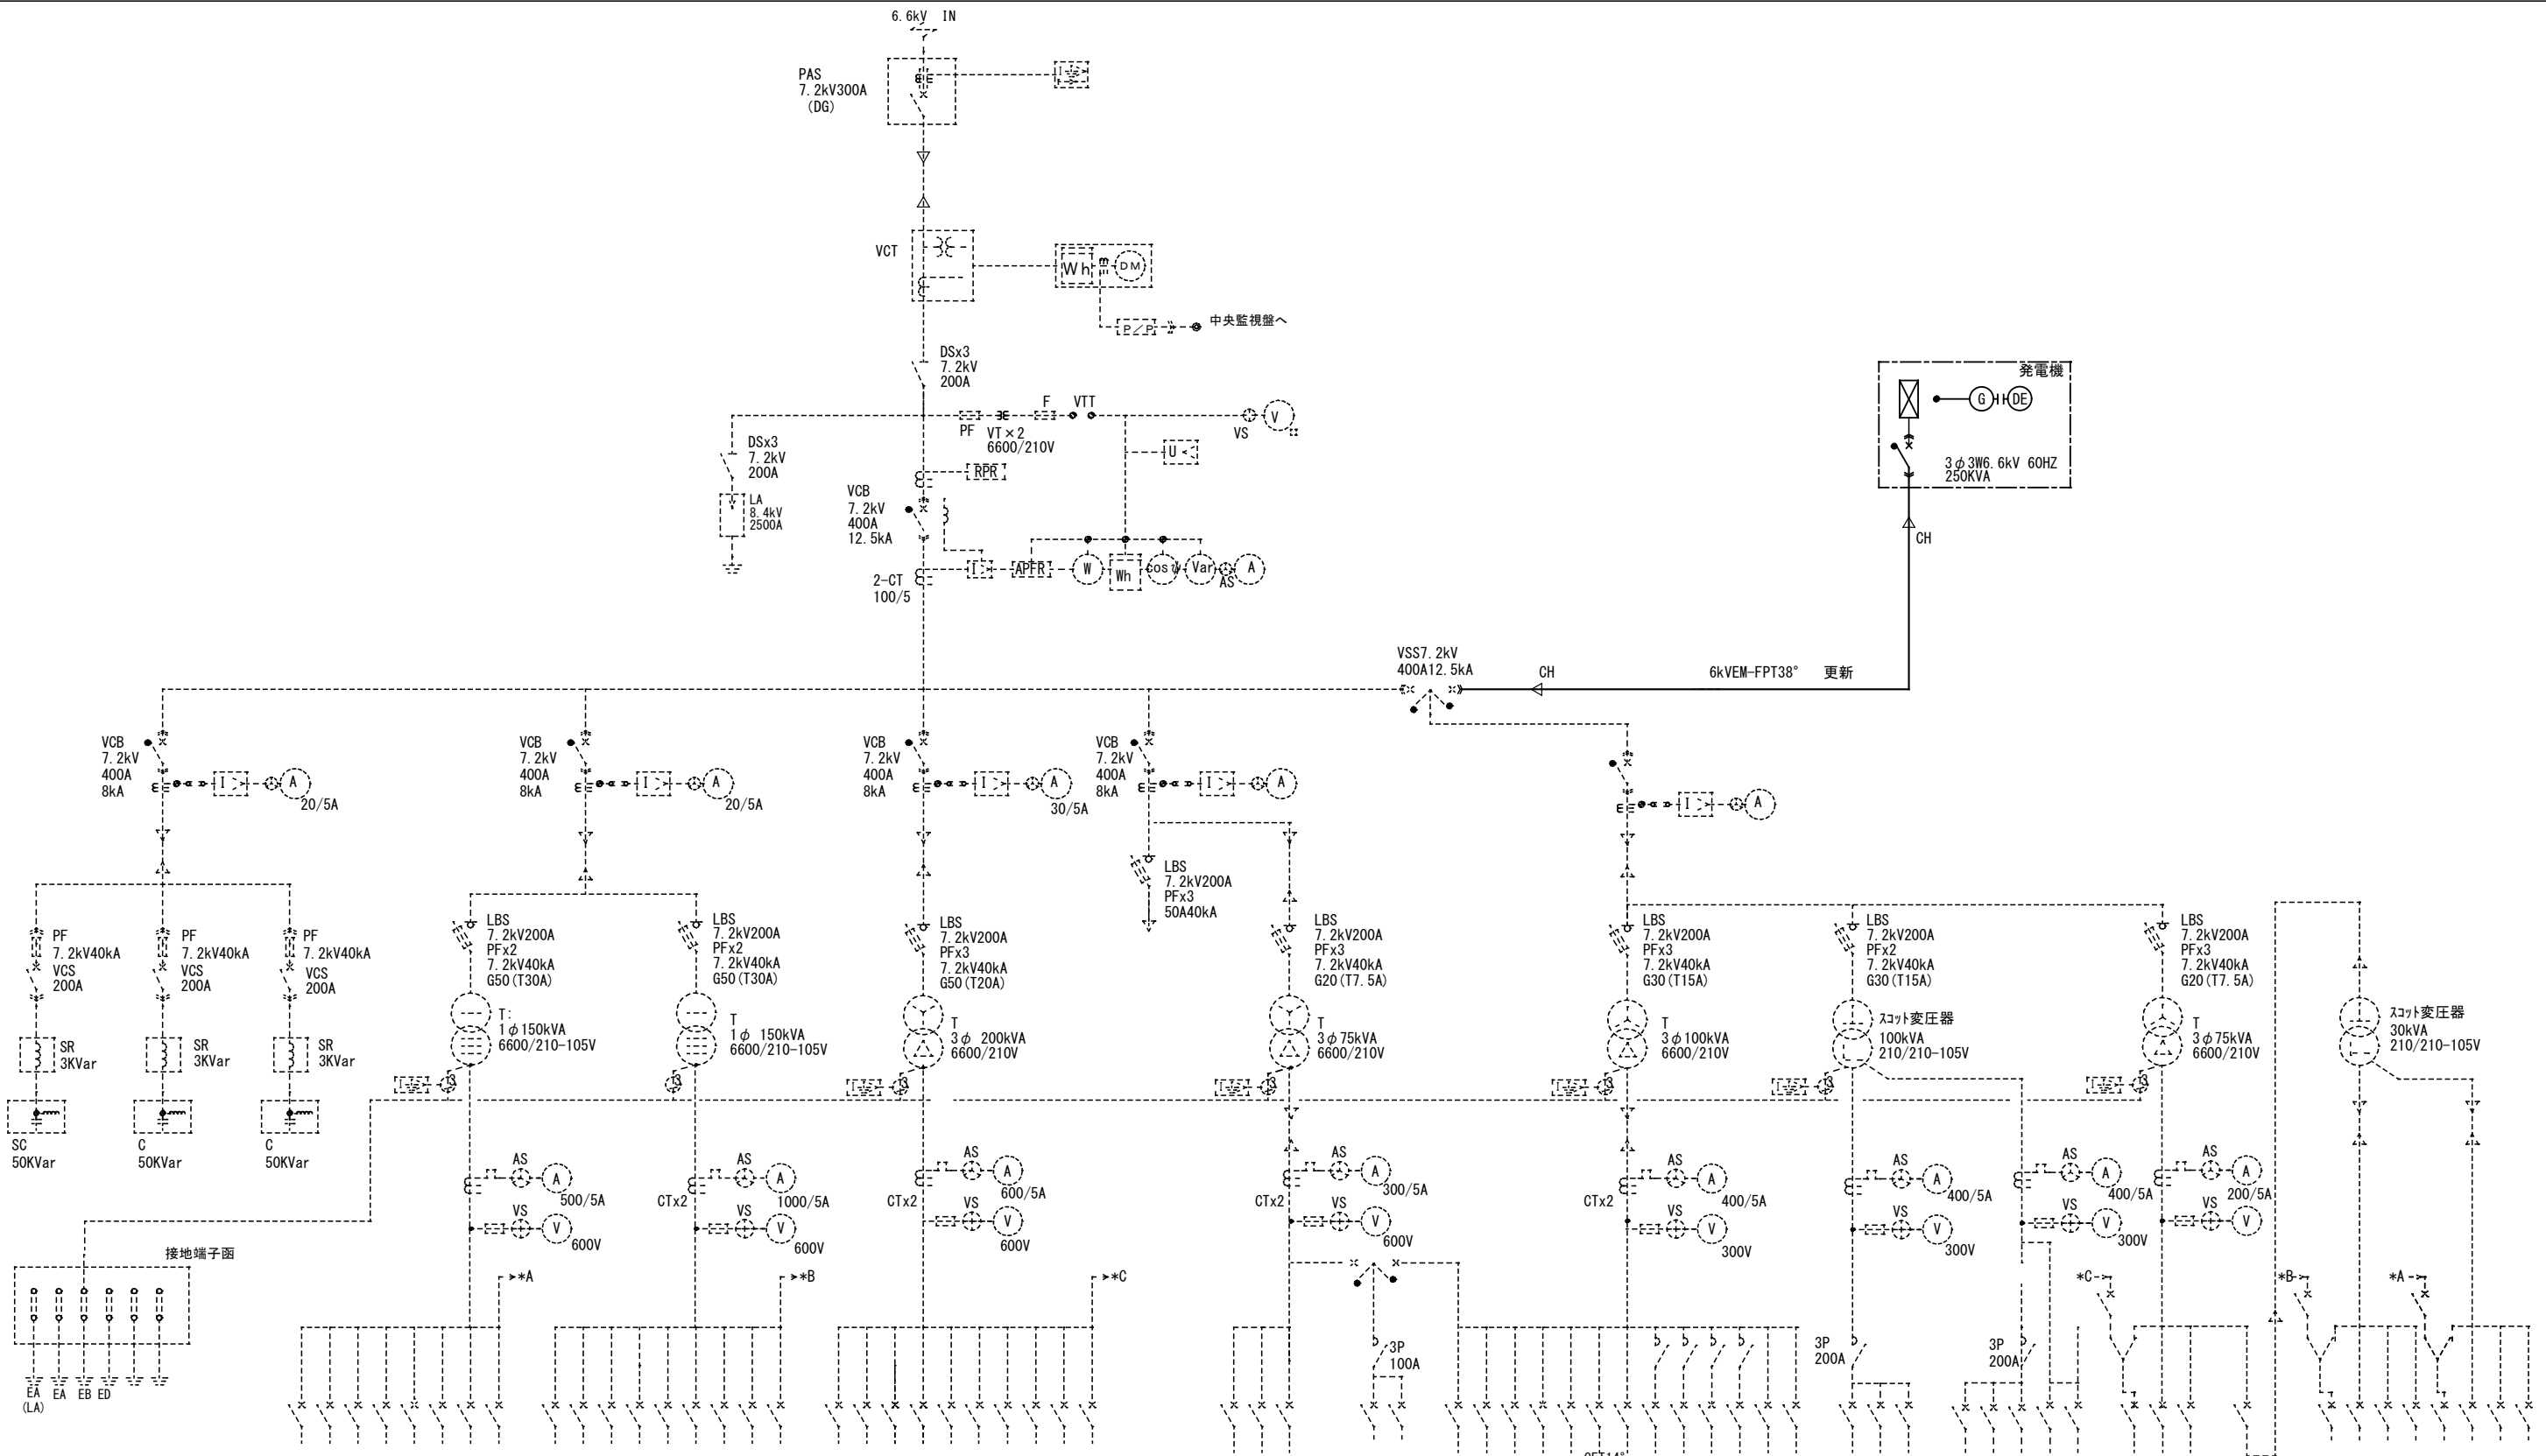 6.6kV IN
PAS
7.2kV300A
(DG)
VCT
Wh
DM
P/P
中央監視盤へ
DSx3
7.2kV
200A
F
VTT
PF
VT×2
6600/210V
VS
V
U<
DSx3
7.2kV
200A
LA
8.4kV
2500A
RPR
VCB
7.2kV
400A
12.5kA
2-CT
100/5
I>
APFR
W
Wh
cosψ
Var
AS
A
発電機
G
DE
3φ3W6.6kV 60HZ
250KVA
CH
VSS7.2kV
400A12.5kA
CH
6kVEM-FPT38° 更新
VCB
7.2kV
400A
8kA
I>
A
20/5A
VCB
7.2kV
400A
8kA
I>
A
20/5A
VCB
7.2kV
400A
8kA
I>
A
30/5A
VCB
7.2kV
400A
8kA
I>
A
I>
A
LBS
7.2kV200A
PFx3
50A40kA
PF
7.2kV40kA
VCS
200A
PF
7.2kV40kA
VCS
200A
PF
7.2kV40kA
VCS
200A
LBS
7.2kV200A
PFx2
7.2kV40kA
G50(T30A)
LBS
7.2kV200A
PFx2
7.2kV40kA
G50(T30A)
LBS
7.2kV200A
PFx3
7.2kV40kA
G50(T20A)
LBS
7.2kV200A
PFx3
7.2kV40kA
G20(T7.5A)
LBS
7.2kV200A
PFx3
7.2kV40kA
G30(T15A)
LBS
7.2kV200A
PFx2
7.2kV40kA
G30(T15A)
LBS
7.2kV200A
PFx3
7.2kV40kA
G20(T7.5A)
SR
3KVar
SR
3KVar
SR
3KVar
T:
1φ150kVA
6600/210-105V
T
1φ 150kVA
6600/210-105V
T
3φ 200kVA
6600/210V
T
3φ75kVA
6600/210V
T
3φ100kVA
6600/210V
ｽｺｯﾄ変圧器
100kVA
210/210-105V
T
3φ75kVA
6600/210V
ｽｺｯﾄ変圧器
30kVA
210/210-105V
SC
50KVar
C
50KVar
C
50KVar
AS
A
500/5A
VS
V
600V
AS
A
1000/5A
CTx2
VS
V
600V
AS
A
600/5A
CTx2
VS
V
600V
AS
A
300/5A
CTx2
VS
V
600V
AS
A
400/5A
CTx2
VS
V
300V
AS
A
400/5A
VS
V
300V
AS
A
400/5A
VS
V
300V
AS
A
200/5A
VS
V
接地端子函
*A
*B
*C
*C
*B
*A
3P
100A
3P
200A
3P
200A
EA
(LA)
EA
EB
ED